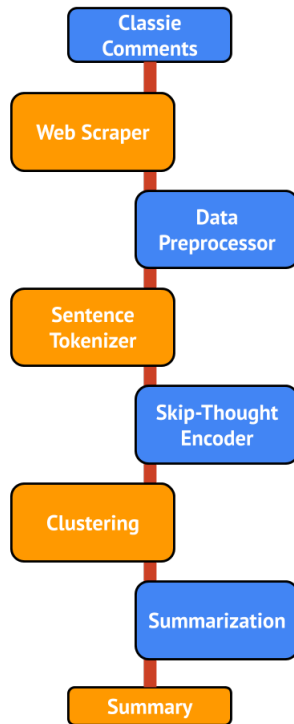 Classie
Comments
Web Scraper
Data
Preprocessor
Sentence
Tokenizer
Skip-Thought
Encoder
Clustering
Summarization
Summary